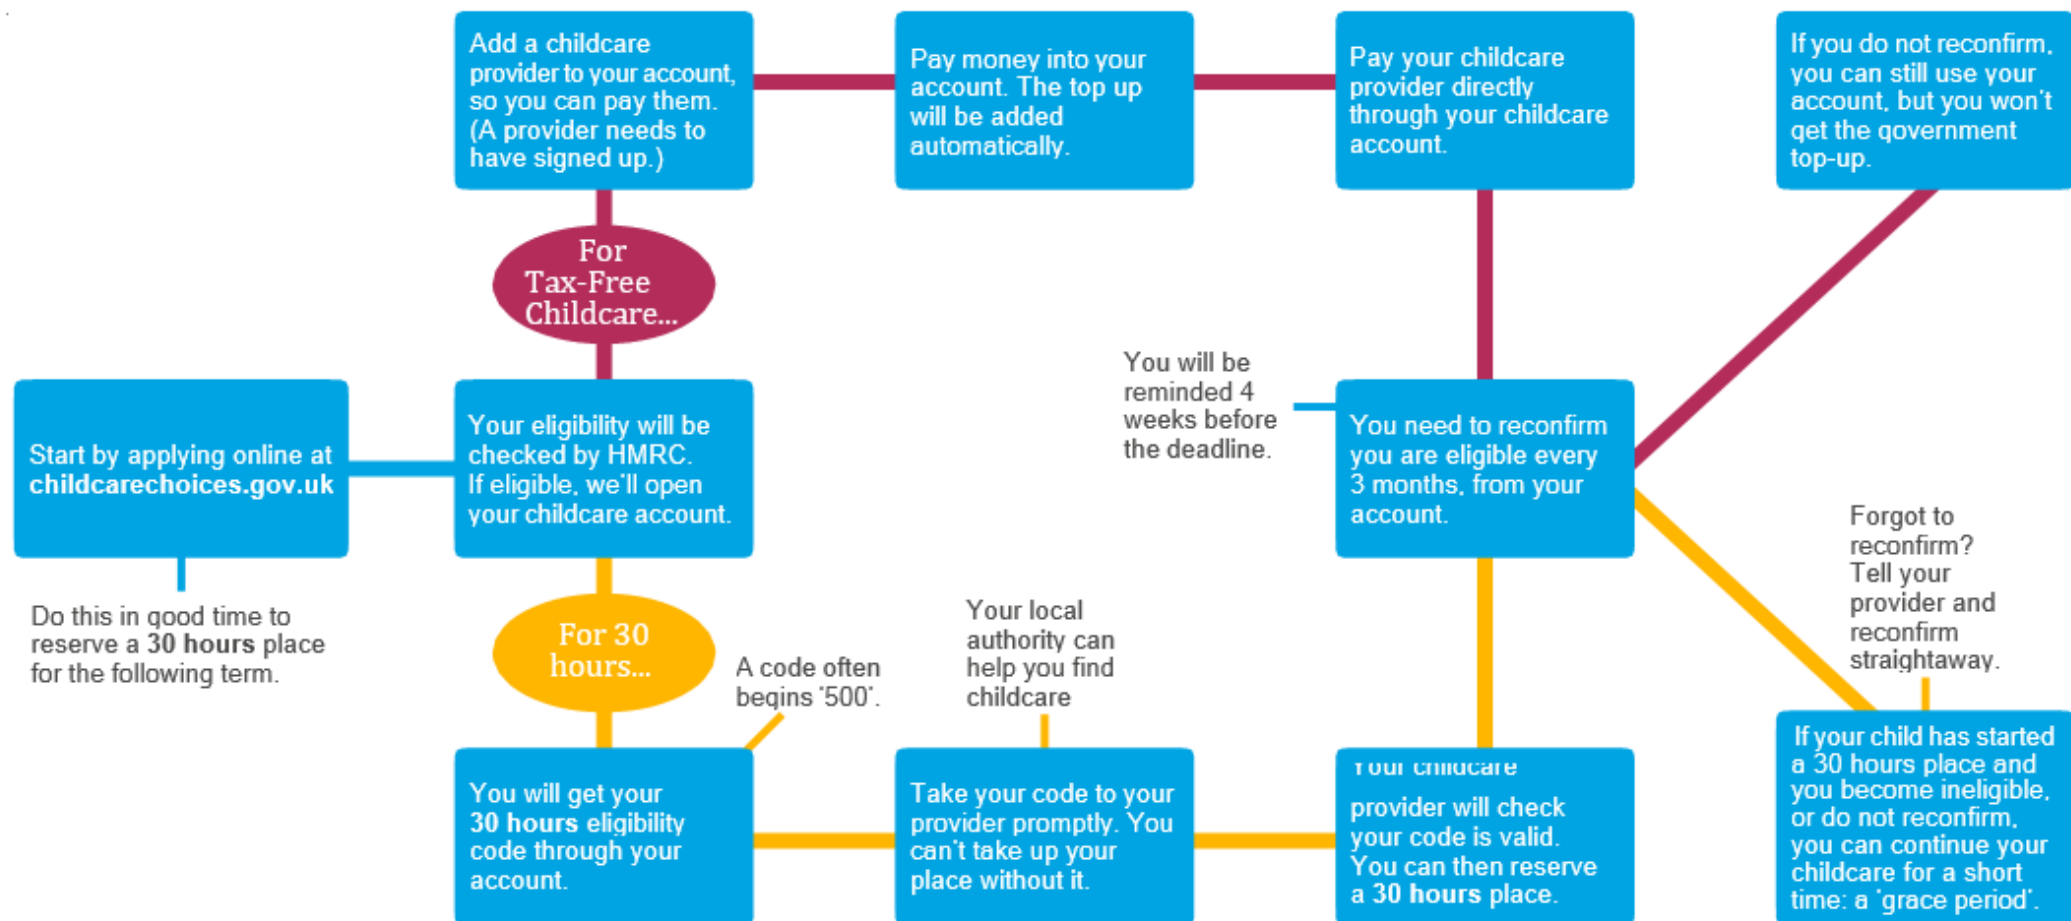 Add a childcare
provider to your account,
so you can pay them.
(A provider needs to
have signed up.)
Pay money into your
account. The top up
will be added
automatically.
Pay your childcare
provider directly
through your childcare
account.
If you do not reconfirm,
you can still use your
account, but you won't
get the government
top-up.
For
Tax-Free
Childcare...
Start by applying online at
childcarechoices.gov.uk
Do this in good time to
reserve a 30 hours place
for the following term.
Your eligibility will be
checked by HMRC.
If eligible, we'll open
your childcare account.
You will be
reminded 4
weeks before
the deadline.
You need to reconfirm
you are eligible every
3 months, from your
account.
For 30
hours...
A code often
begins '500'.
Your local
authority can
help you find
childcare
Forgot to
reconfirm?
Tell your
provider and
reconfirm
straightaway.
You will get your
30 hours eligibility
code through your
account.
Take your code to your
provider promptly. You
can't take up your
place without it.
Your childcare
provider will check
your code is valid.
You can then reserve
a 30 hours place.
If your child has started
a 30 hours place and
you become ineligible,
or do not reconfirm,
you can continue your
childcare for a short
time: a 'grace period'.